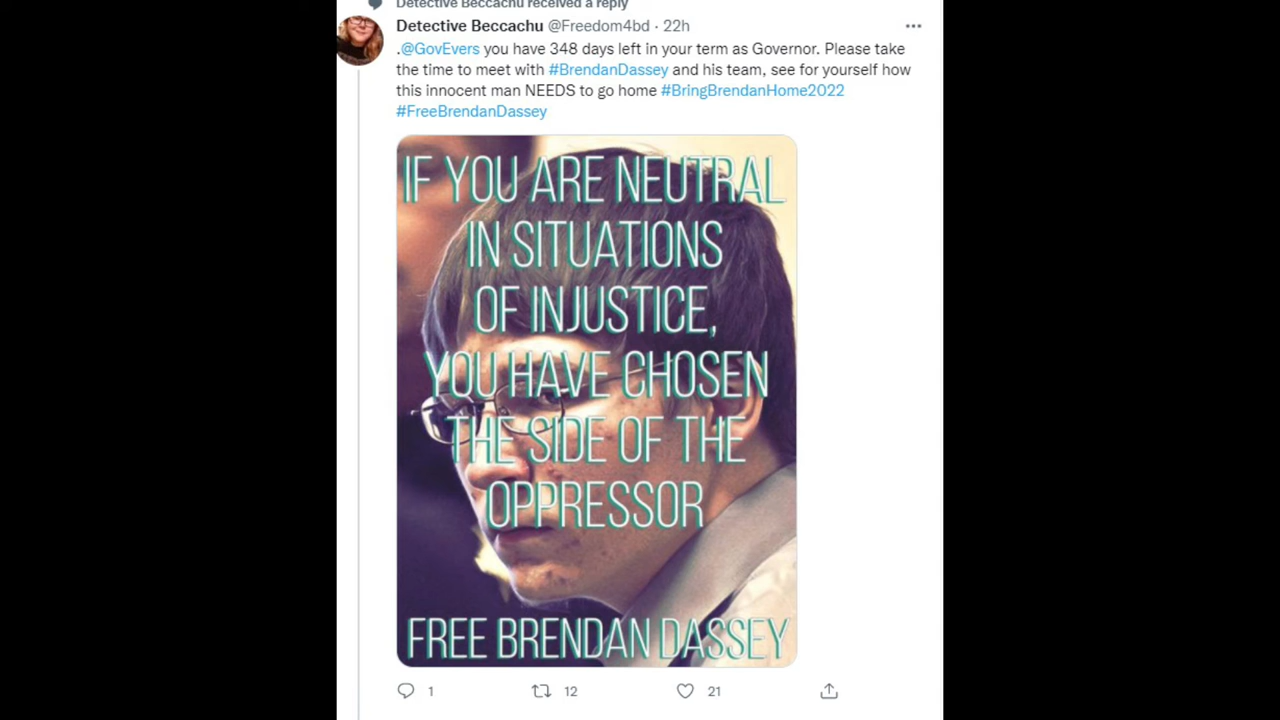 Detective Beccachu received a reply
Detective Beccachu @Freedom4bd · 22h
.@GovEvers you have 348 days left in your term as Governor. Please take
the time to meet with #BrendanDassey and his team, see for yourself how
this innocent man NEEDS to go home #BringBrendanHome2022
#FreeBrendanDassey
IF YOU ARE NEUTRAL
IN SITUATIONS
OF INJUSTICE,
YOU HAVE CHOSEN
THE SIDE OF THE
OPPRESSOR
FREE BRENDAN DASSEY
1 12 21